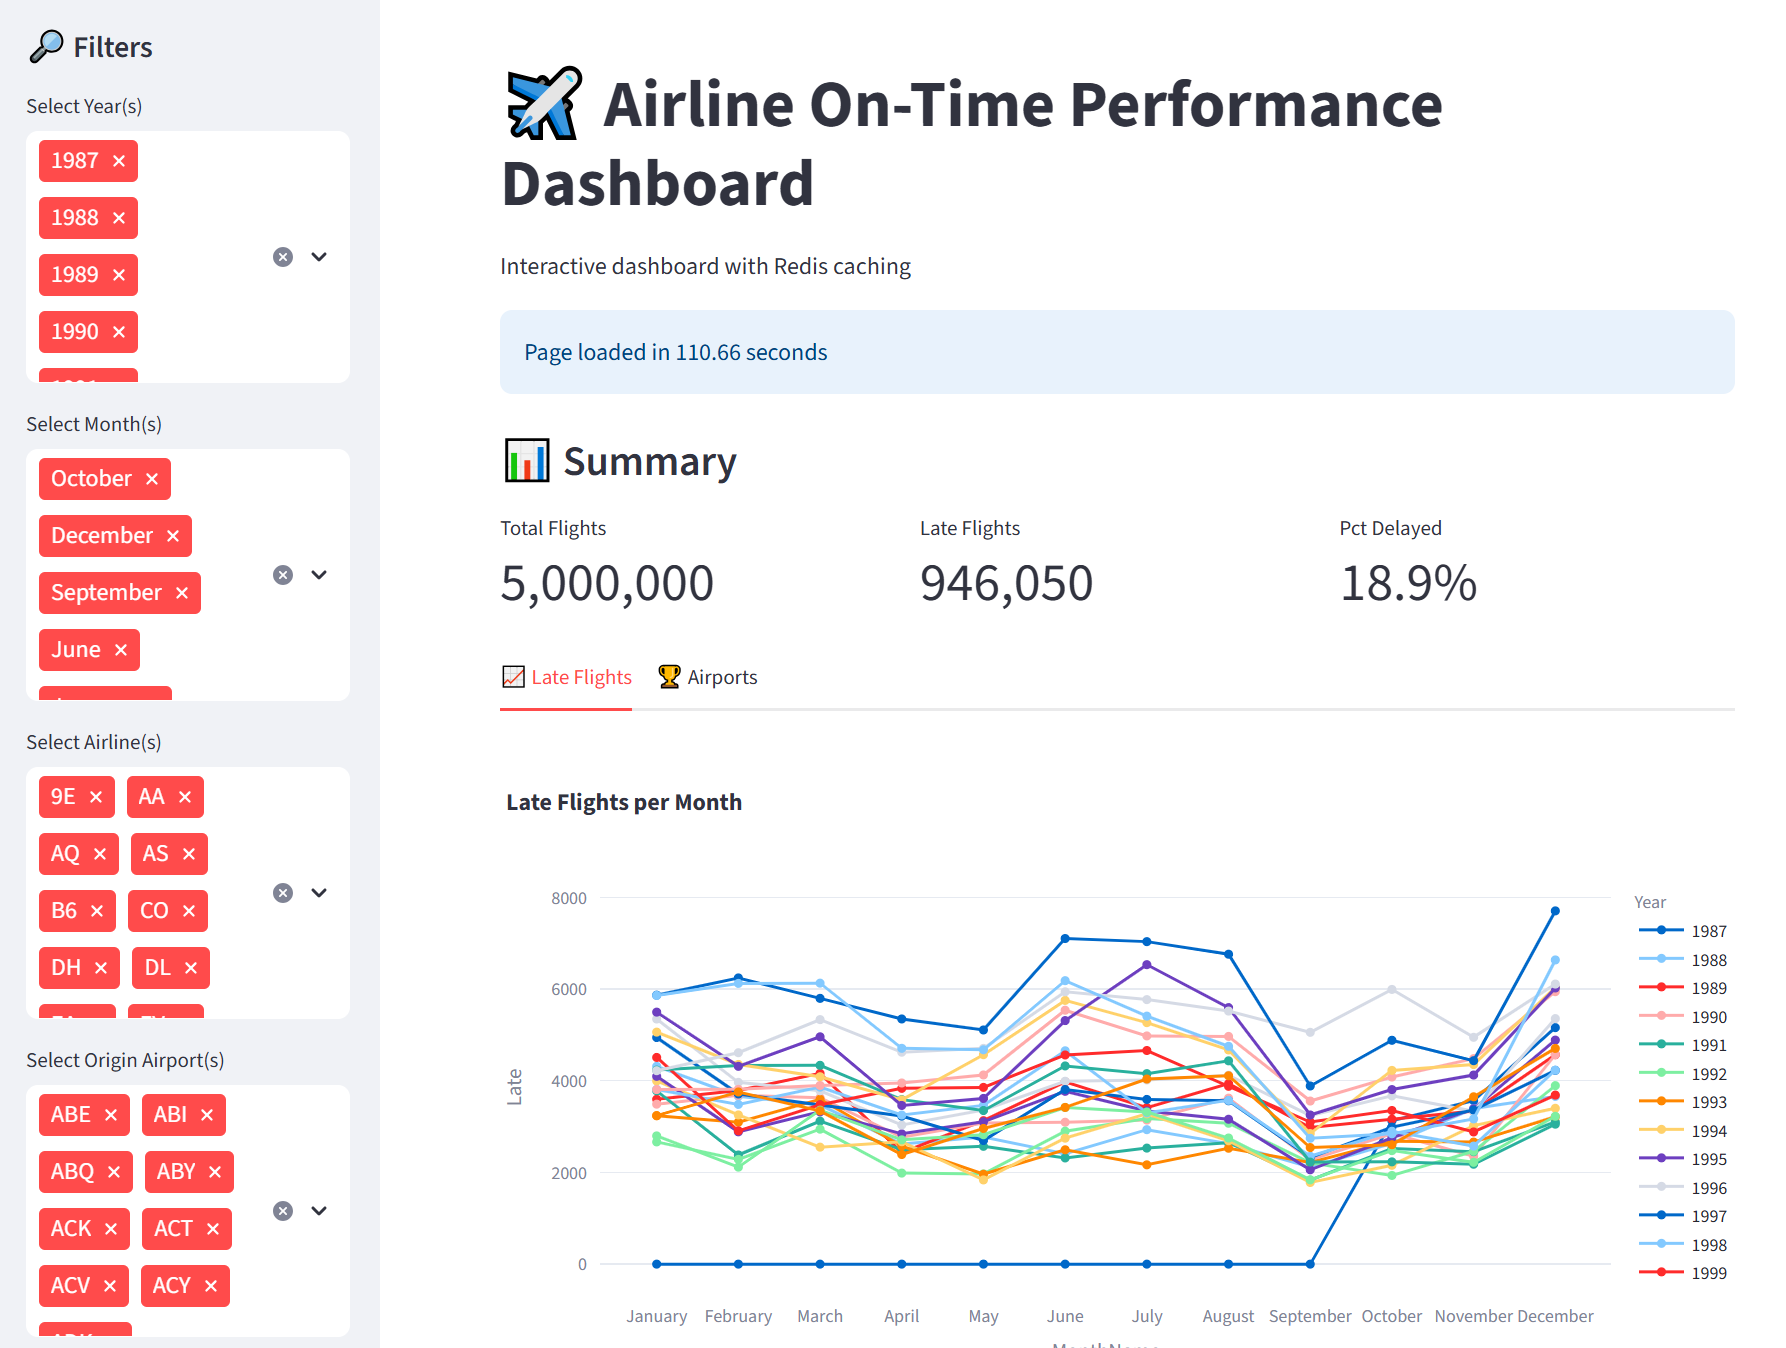 Filters
Select Year(s)
1987
1988
1989
1990
Select Month(s)
October
December
September
June
Select Airline(s)
9E AA
AQ AS
B6 CO
DH DL
Select Origin Airport(s)
ABE ABI
ABQ ABY
ACK ACT
ACV ACY
Airline On-Time Performance
Dashboard
Interactive dashboard with Redis caching
Page loaded in 110.66 seconds
Summary
Total Flights Late Flights Pct Delayed
5,000,000 946,050 18.9%
Late Flights Airports
Late Flights per Month
8000
6000
4000
2000
0
Late
January February March April May June July August September October November December
Year
1987
1988
1989
1990
1991
1992
1993
1994
1995
1996
1997
1998
1999